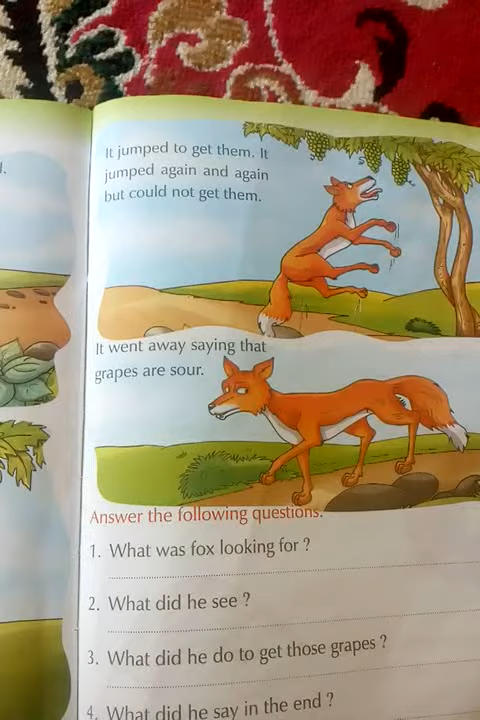 l.
It jumped to get them. It
jumped again and again
but could not get them.
It went away saying that
grapes are sour.
Answer the following questions.
1. What was fox looking for ?
2. What did he see ?
3. What did he do to get those grapes ?
4. What did he say in the end ?